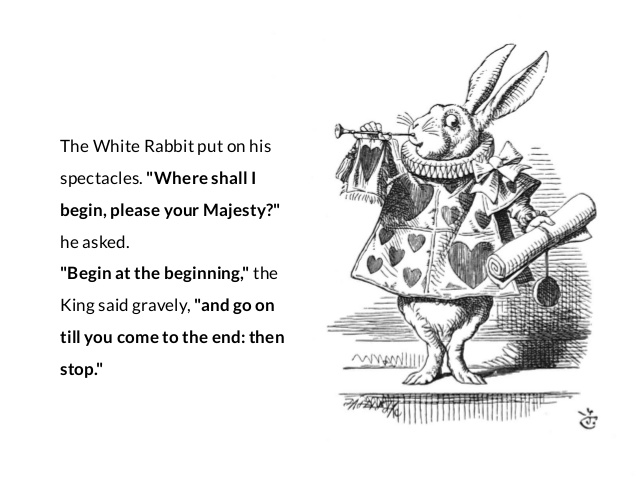 The White Rabbit put on his
spectacles. "Where shall I
begin, please your Majesty?"
he asked.
"Begin at the beginning," the
King said gravely, "and go on
till you come to the end: then
stop."